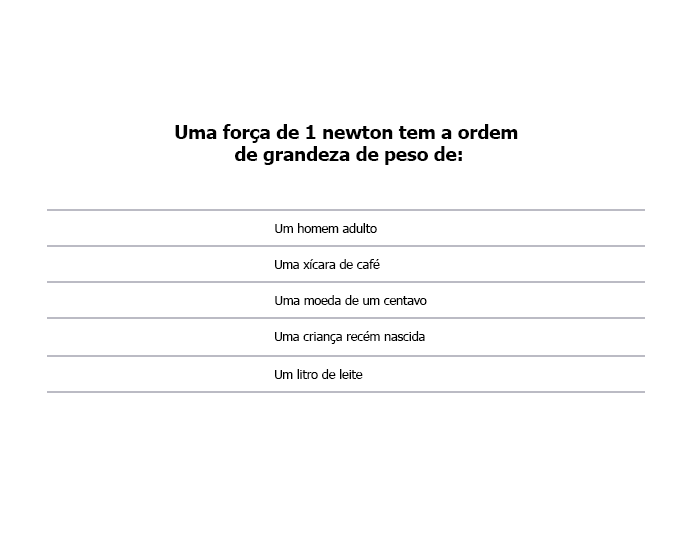 Uma força de 1 newton tem a ordem
de grandeza de peso de:
Um homem adulto
Uma xícara de café
Uma moeda de um centavo
Uma criança recém nascida
Um litro de leite